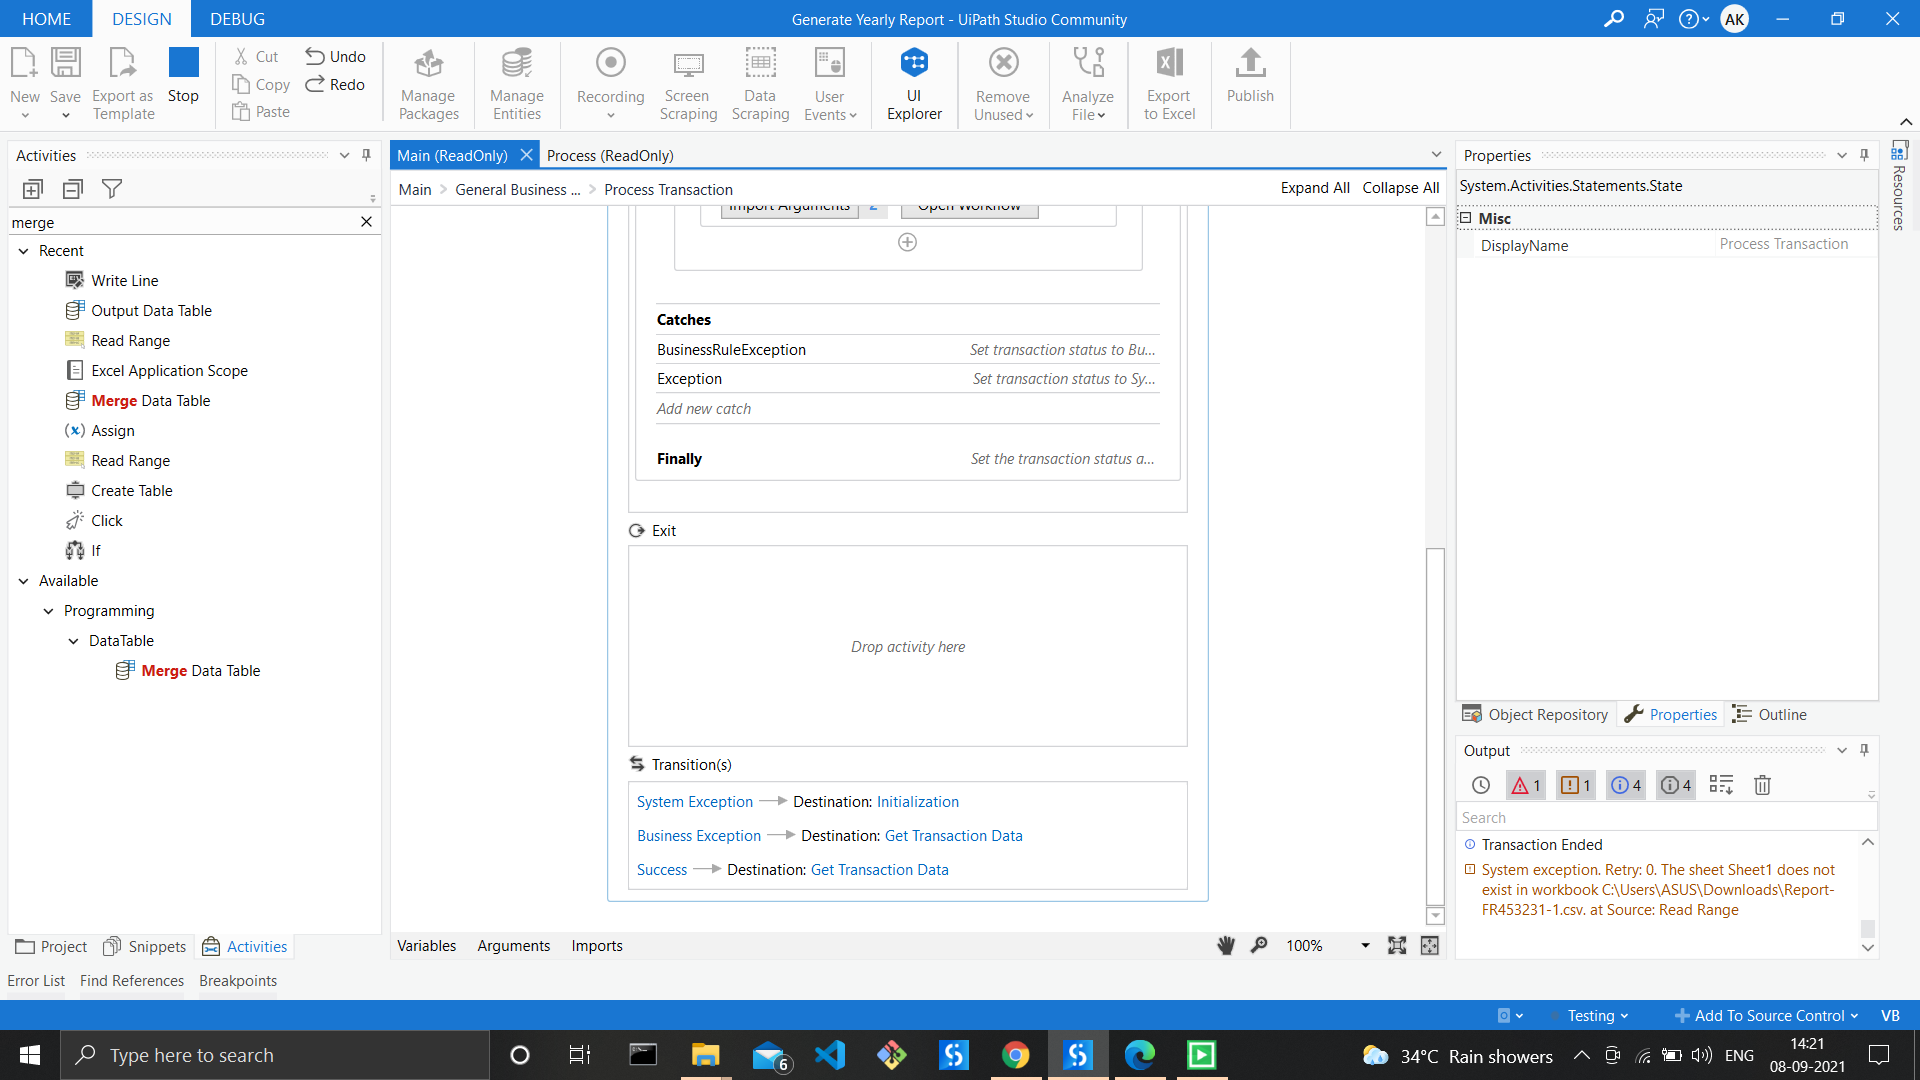 HOME
DESIGN
DEBUG
Generate Yearly Report - UiPath Studio Community
AK
New
Save
Export as
Template
Stop
Cut
Copy
Paste
Undo
Redo
Manage
Packages
Manage
Entities
Recording
Screen
Scraping
Data
Scraping
User
Events
UI
Explorer
Remove
Unused
Analyze
File
Export
to Excel
Publish
Activities
merge
Recent
Write Line
Output Data Table
Read Range
Excel Application Scope
Merge Data Table
Assign
Read Range
Create Table
Click
If
Available
Programming
DataTable
Merge Data Table
Project
Snippets
Activities
Error List
Find References
Breakpoints
Main (ReadOnly)
Process (ReadOnly)
Main > General Business ... > Process Transaction
Expand All
Collapse All
Import Arguments
2
Open Workflow
Catches
BusinessRuleException
Set transaction status to Bu...
Exception
Set transaction status to Sy...
Add new catch
Finally
Set the transaction status a...
Exit
Drop activity here
Transition(s)
System Exception
Destination: Initialization
Business Exception
Destination: Get Transaction Data
Success
Destination: Get Transaction Data
Variables
Arguments
Imports
100%
Properties
System.Activities.Statements.State
Misc
DisplayName
Process Transaction
Resources
Object Repository
Properties
Outline
Output
1
1
4
4
Search
Transaction Ended
System exception. Retry: 0. The sheet Sheet1 does not
exist in workbook C:\Users\ASUS\Downloads\Report-
FR453231-1.csv. at Source: Read Range
Testing
Add To Source Control
VB
Type here to search
6
34°C Rain showers
ENG
14:21
08-09-2021